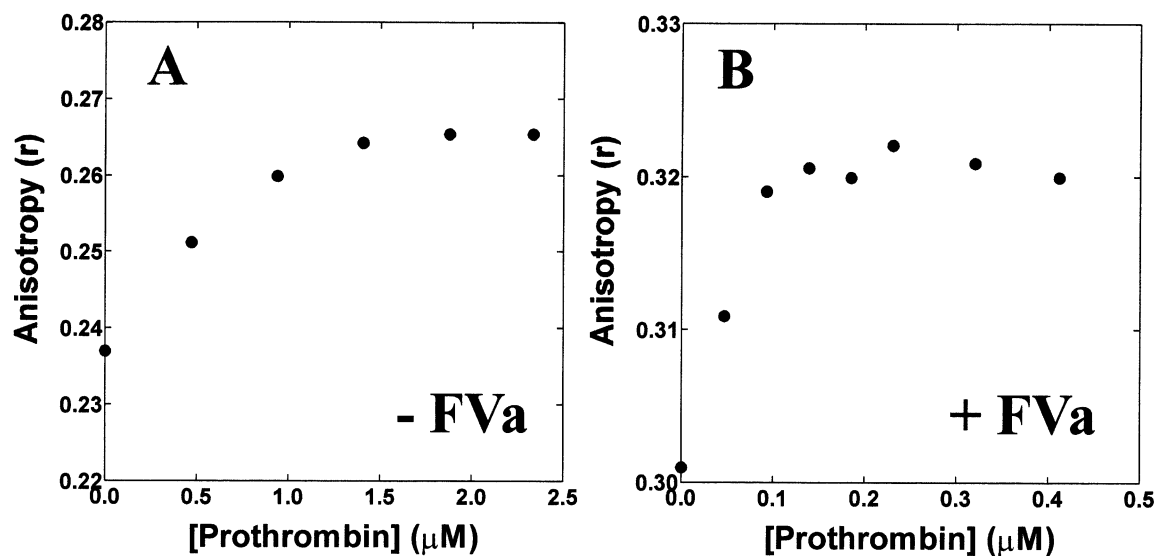 A
0.28
0.27
0.26
0.25
0.24
0.23
0.22
Anisotropy (r)
- FVa
0.0 0.5 1.0 1.5 2.0 2.5
[Prothrombin] (μM)
B
0.33
0.32
0.31
0.30
Anisotropy (r)
+ FVa
0.0 0.1 0.2 0.3 0.4 0.5
[Prothrombin] (μM)